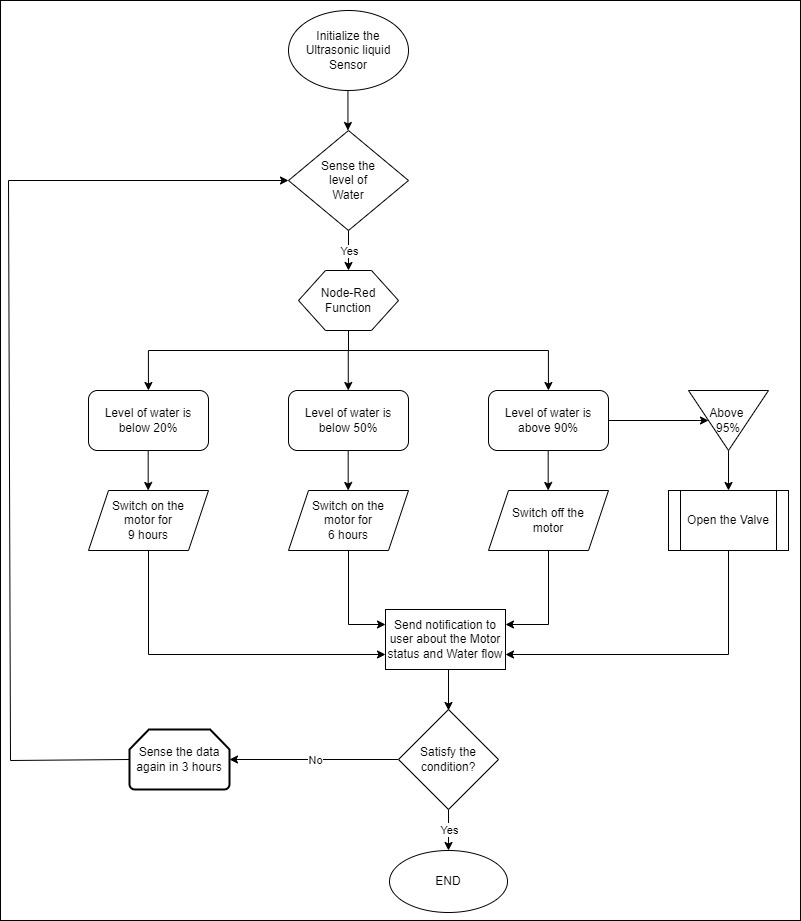 Initialize the
Ultrasonic liquid
Sensor
Sense the
level of
Water
Yes
Node-Red
Function
Level of water is
below 20%
Level of water is
below 50%
Level of water is
above 90%
Above
95%
Switch on the
motor for
9 hours
Switch on the
motor for
6 hours
Switch off the
motor
Open the Valve
Send notification to
user about the Motor
status and Water flow
Sense the data
again in 3 hours
No
Satisfy the
condition?
Yes
END